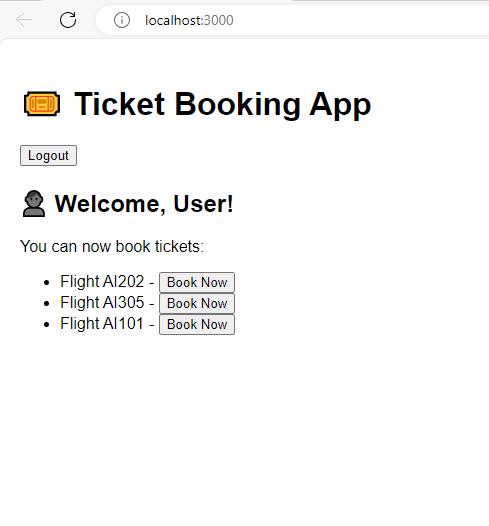 localhost:3000
🎟️ Ticket Booking App
Logout
👤 Welcome, User!
You can now book tickets:
• Flight AI202 - Book Now
• Flight AI305 - Book Now
• Flight AI101 - Book Now